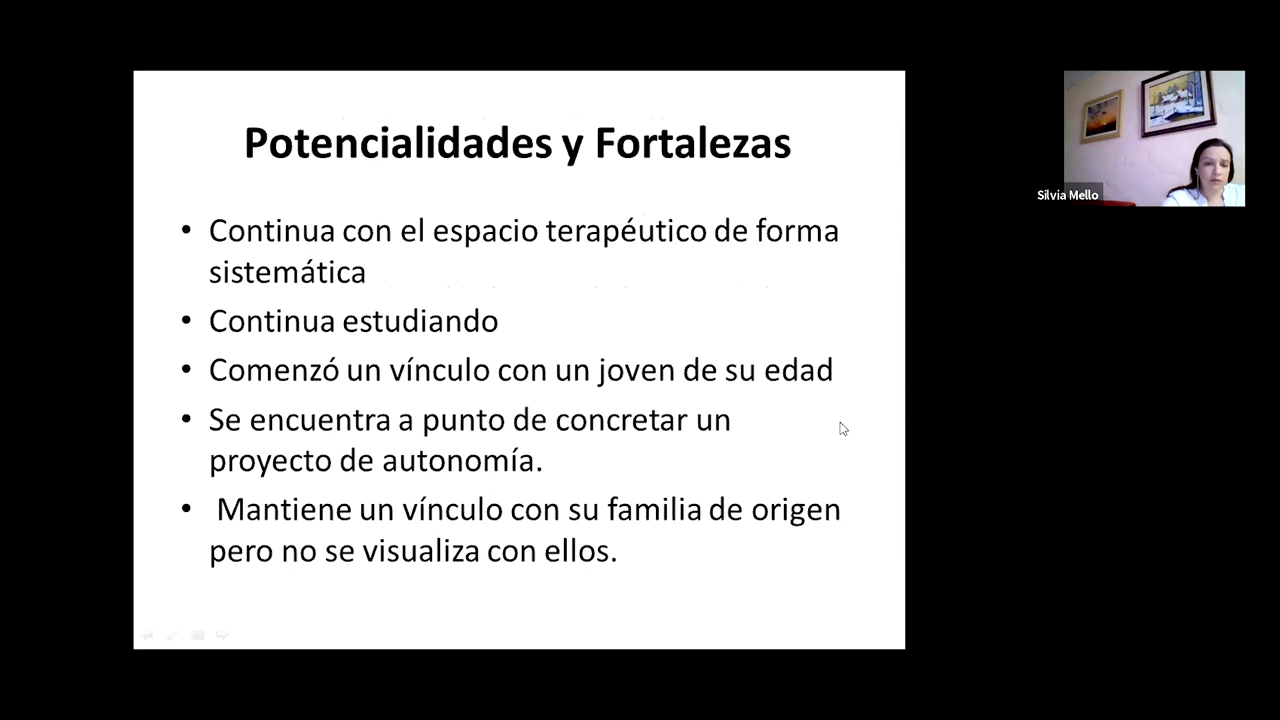 Potencialidades y Fortalezas
• Continua con el espacio terapéutico de forma
sistemática
• Continua estudiando
• Comenzó un vínculo con un joven de su edad
• Se encuentra a punto de concretar un
proyecto de autonomía.
• Mantiene un vínculo con su familia de origen
pero no se visualiza con ellos.
Silvia Mello